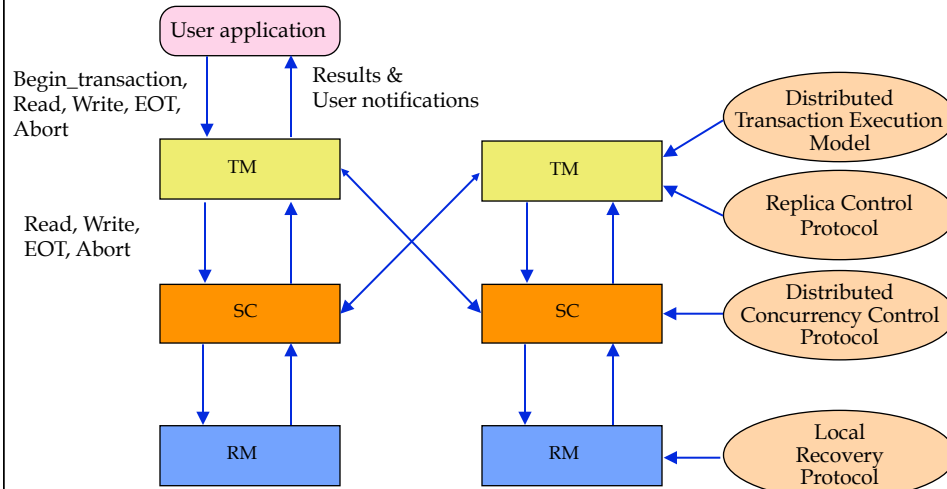 User application
Begin_transaction,
Read, Write, EOT,
Abort
Results &
User notifications
Distributed
Transaction Execution
Model
TM
TM
Replica Control
Protocol
Read, Write,
EOT, Abort
SC
SC
Distributed
Concurrency Control
Protocol
RM
RM
Local
Recovery
Protocol